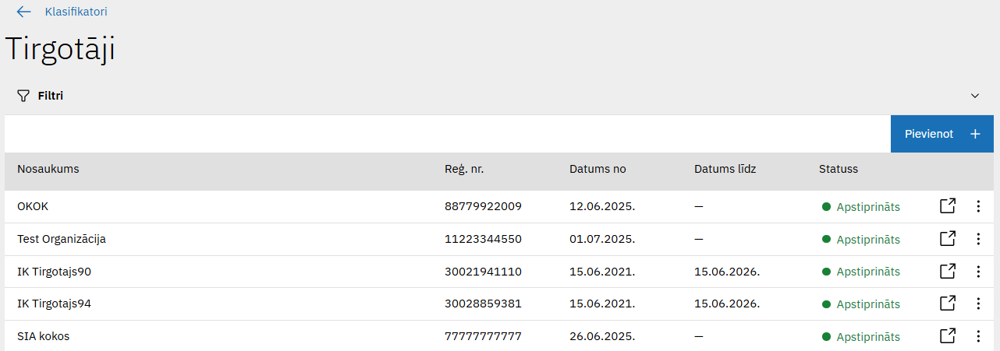 Klasifikatori
Tirgotāji
Filtri
Pievienot
Nosaukums Reģ. nr. Datums no Datums līdz Statuss
OKOK 88779922009 12.06.2025. — Apstiprināts
Test Organizācija 11223344550 01.07.2025. — Apstiprināts
IK Tirgotajs90 30021941110 15.06.2021. 15.06.2026. Apstiprināts
IK Tirgotajs94 30028859381 15.06.2021. 15.06.2026. Apstiprināts
SIA kokos 77777777777 26.06.2025. — Apstiprināts